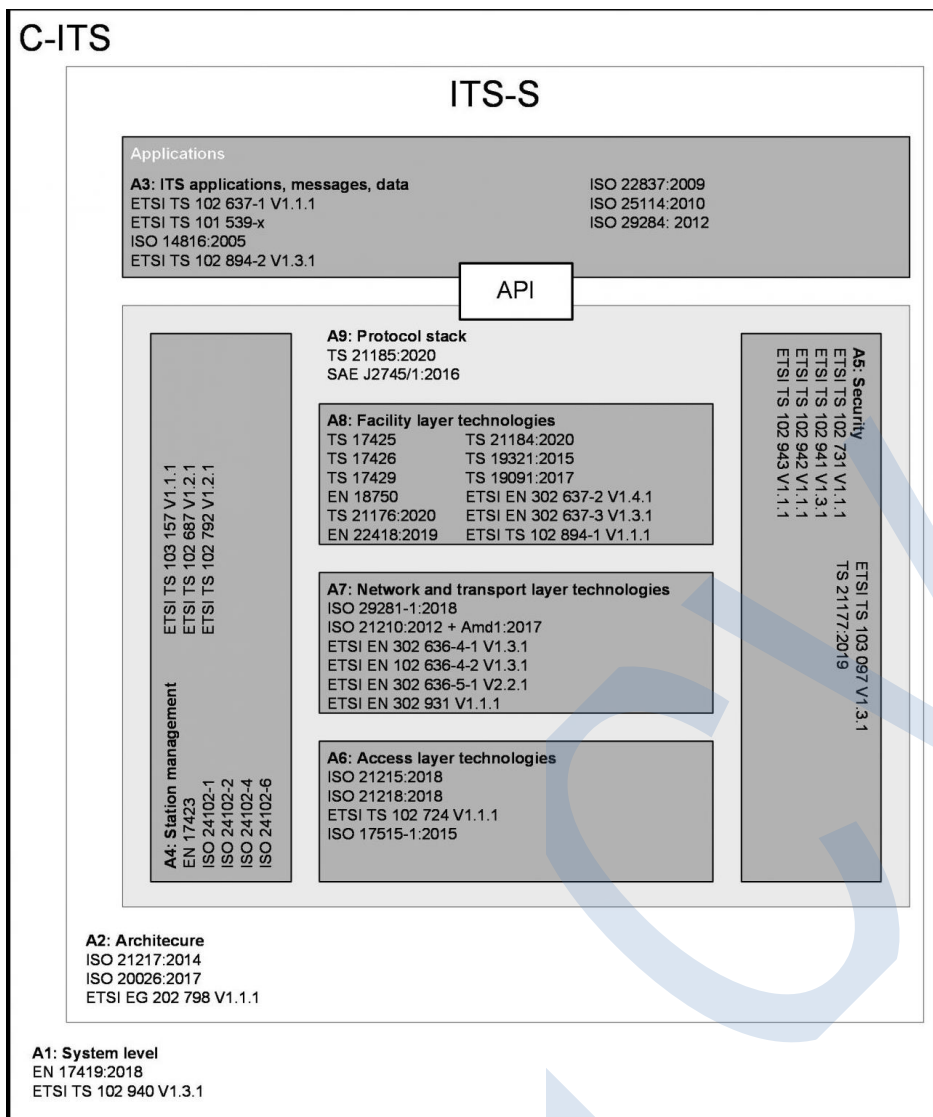 C-ITS
ITS-S
Applications
A3: ITS applications, messages, data
ETSI TS 102 637-1 V1.1.1
ETSI TS 101 539-x
ISO 14816:2005
ETSI TS 102 894-2 V1.3.1
ISO 22837:2009
ISO 25114:2010
ISO 29284: 2012
API
A9: Protocol stack
TS 21185:2020
SAE J2745/1:2016
A8: Facility layer technologies
TS 17425
TS 17426
TS 17429
EN 18750
TS 21176:2020
EN 22418:2019
TS 21184:2020
TS 19321:2015
TS 19091:2017
ETSI EN 302 637-2 V1.4.1
ETSI EN 302 637-3 V1.3.1
ETSI TS 102 894-1 V1.1.1
A7: Network and transport layer technologies
ISO 29281-1:2018
ISO 21210:2012 + Amd1:2017
ETSI EN 302 636-4-1 V1.3.1
ETSI EN 102 636-4-2 V1.3.1
ETSI EN 302 636-5-1 V2.2.1
ETSI EN 302 931 V1.1.1
A6: Access layer technologies
ISO 21215:2018
ISO 21218:2018
ETSI TS 102 724 V1.1.1
ISO 17515-1:2015
A4: Station management
EN 17423
ISO 24102-1
ISO 24102-2
ISO 24102-4
ISO 24102-6
ETSI TS 103 157 V1.1.1
ETSI TS 102 687 V1.2.1
ETSI TS 102 792 V1.2.1
A5: Security
ETSI TS 102 731 V1.1.1
ETSI TS 102 941 V1.3.1
ETSI TS 102 942 V1.1.1
ETSI TS 102 943 V1.1.1
ETSI TS 103 097 V1.3.1
TS 21177:2019
A2: Architecure
ISO 21217:2014
ISO 20026:2017
ETSI EG 202 798 V1.1.1
A1: System level
EN 17419:2018
ETSI TS 102 940 V1.3.1